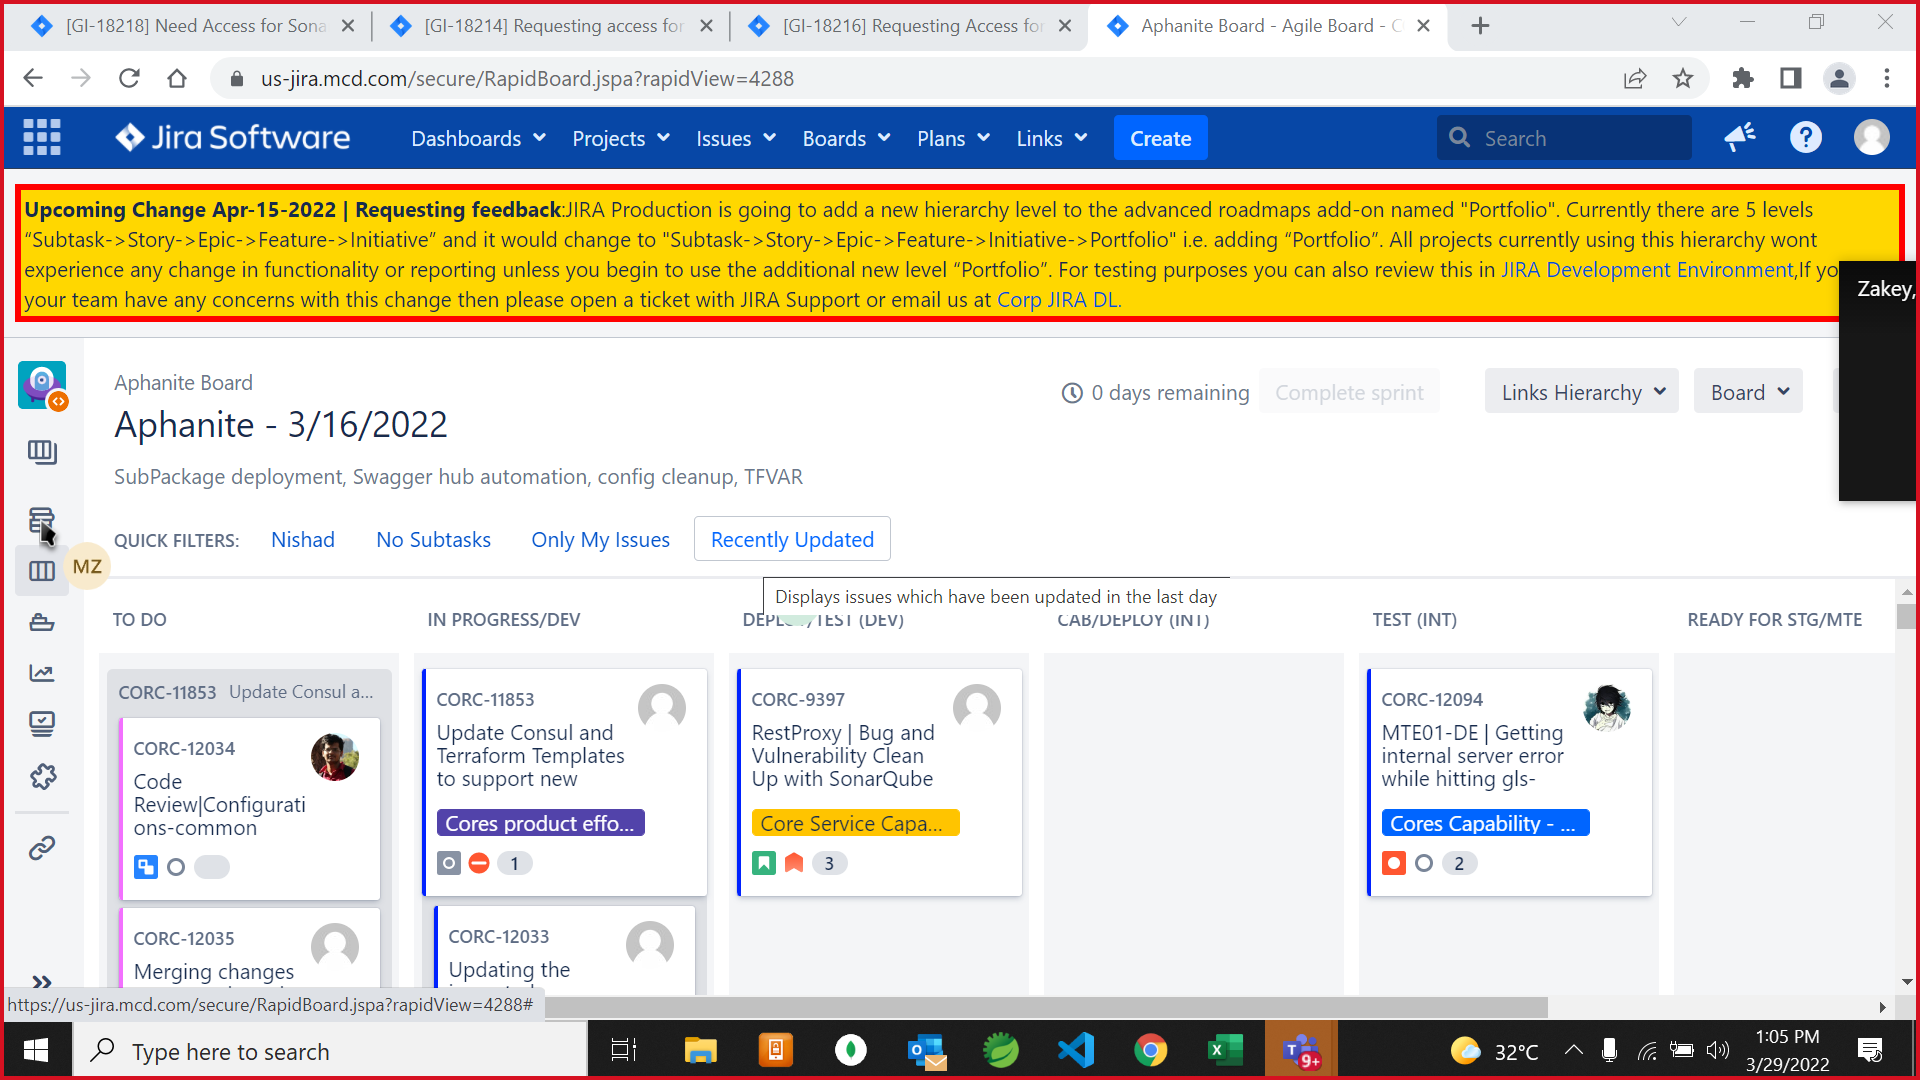 [GI-18218] Need Access for Sona
[GI-18214] Requesting access for
[GI-18216] Requesting Access for
Aphanite Board - Agile Board - C
us-jira.mcd.com/secure/RapidBoard.jspa?rapidView=4288
Jira Software
Dashboards
Projects
Issues
Boards
Plans
Links
Create
Search
Upcoming Change Apr-15-2022 | Requesting feedback:JIRA Production is going to add a new hierarchy level to the advanced roadmaps add-on named "Portfolio". Currently there are 5 levels
“Subtask->Story->Epic->Feature->Initiative” and it would change to "Subtask->Story->Epic->Feature->Initiative->Portfolio" i.e. adding “Portfolio”. All projects currently using this hierarchy wont
experience any change in functionality or reporting unless you begin to use the additional new level “Portfolio”. For testing purposes you can also review this in JIRA Development Environment,If yo
your team have any concerns with this change then please open a ticket with JIRA Support or email us at Corp JIRA DL.
Zakey,
Aphanite Board
Aphanite - 3/16/2022
0 days remaining
Complete sprint
Links Hierarchy
Board
SubPackage deployment, Swagger hub automation, config cleanup, TFVAR
QUICK FILTERS:
Nishad
No Subtasks
Only My Issues
Recently Updated
MZ
Displays issues which have been updated in the last day
TO DO
IN PROGRESS/DEV
DEPLOY/TEST (DEV)
CAB/DEPLOY (INT)
TEST (INT)
READY FOR STG/MTE
CORC-11853 Update Consul a...
CORC-12034
Code
Review|Configurati
ons-common
CORC-12035
Merging changes
CORC-11853
Update Consul and
Terraform Templates
to support new
Cores product effo...
1
CORC-12033
Updating the
CORC-9397
RestProxy | Bug and
Vulnerability Clean
Up with SonarQube
Core Service Capa...
3
CORC-12094
MTE01-DE | Getting
internal server error
while hitting gls-
Cores Capability - ...
2
https://us-jira.mcd.com/secure/RapidBoard.jspa?rapidView=4288#
Type here to search
9+
32°C
1:05 PM
3/29/2022